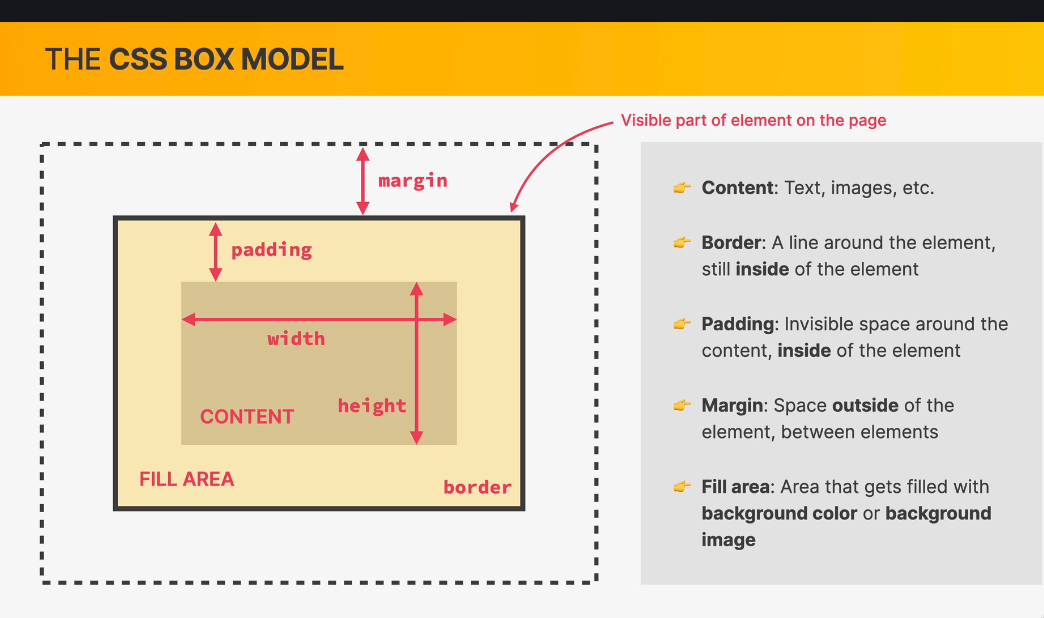 THE CSS BOX MODEL
Visible part of element on the page
margin
padding
width
height
CONTENT
FILL AREA
border
👉 Content: Text, images, etc.
👉 Border: A line around the element,
still inside of the element
👉 Padding: Invisible space around the
content, inside of the element
👉 Margin: Space outside of the
element, between elements
👉 Fill area: Area that gets filled with
background color or background
image